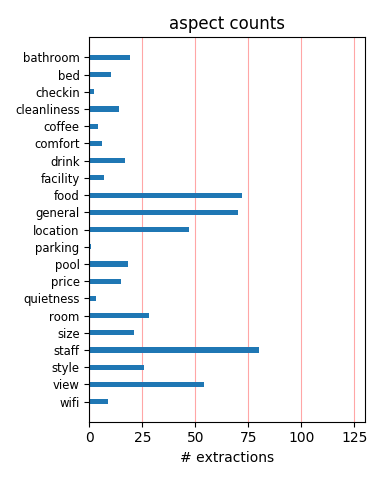 aspect counts
bathroom
bed
checkin
cleanliness
coffee
comfort
drink
facility
food
general
location
parking
pool
price
quietness
room
size
staff
style
view
wifi
0 25 50 75 100 125
# extractions